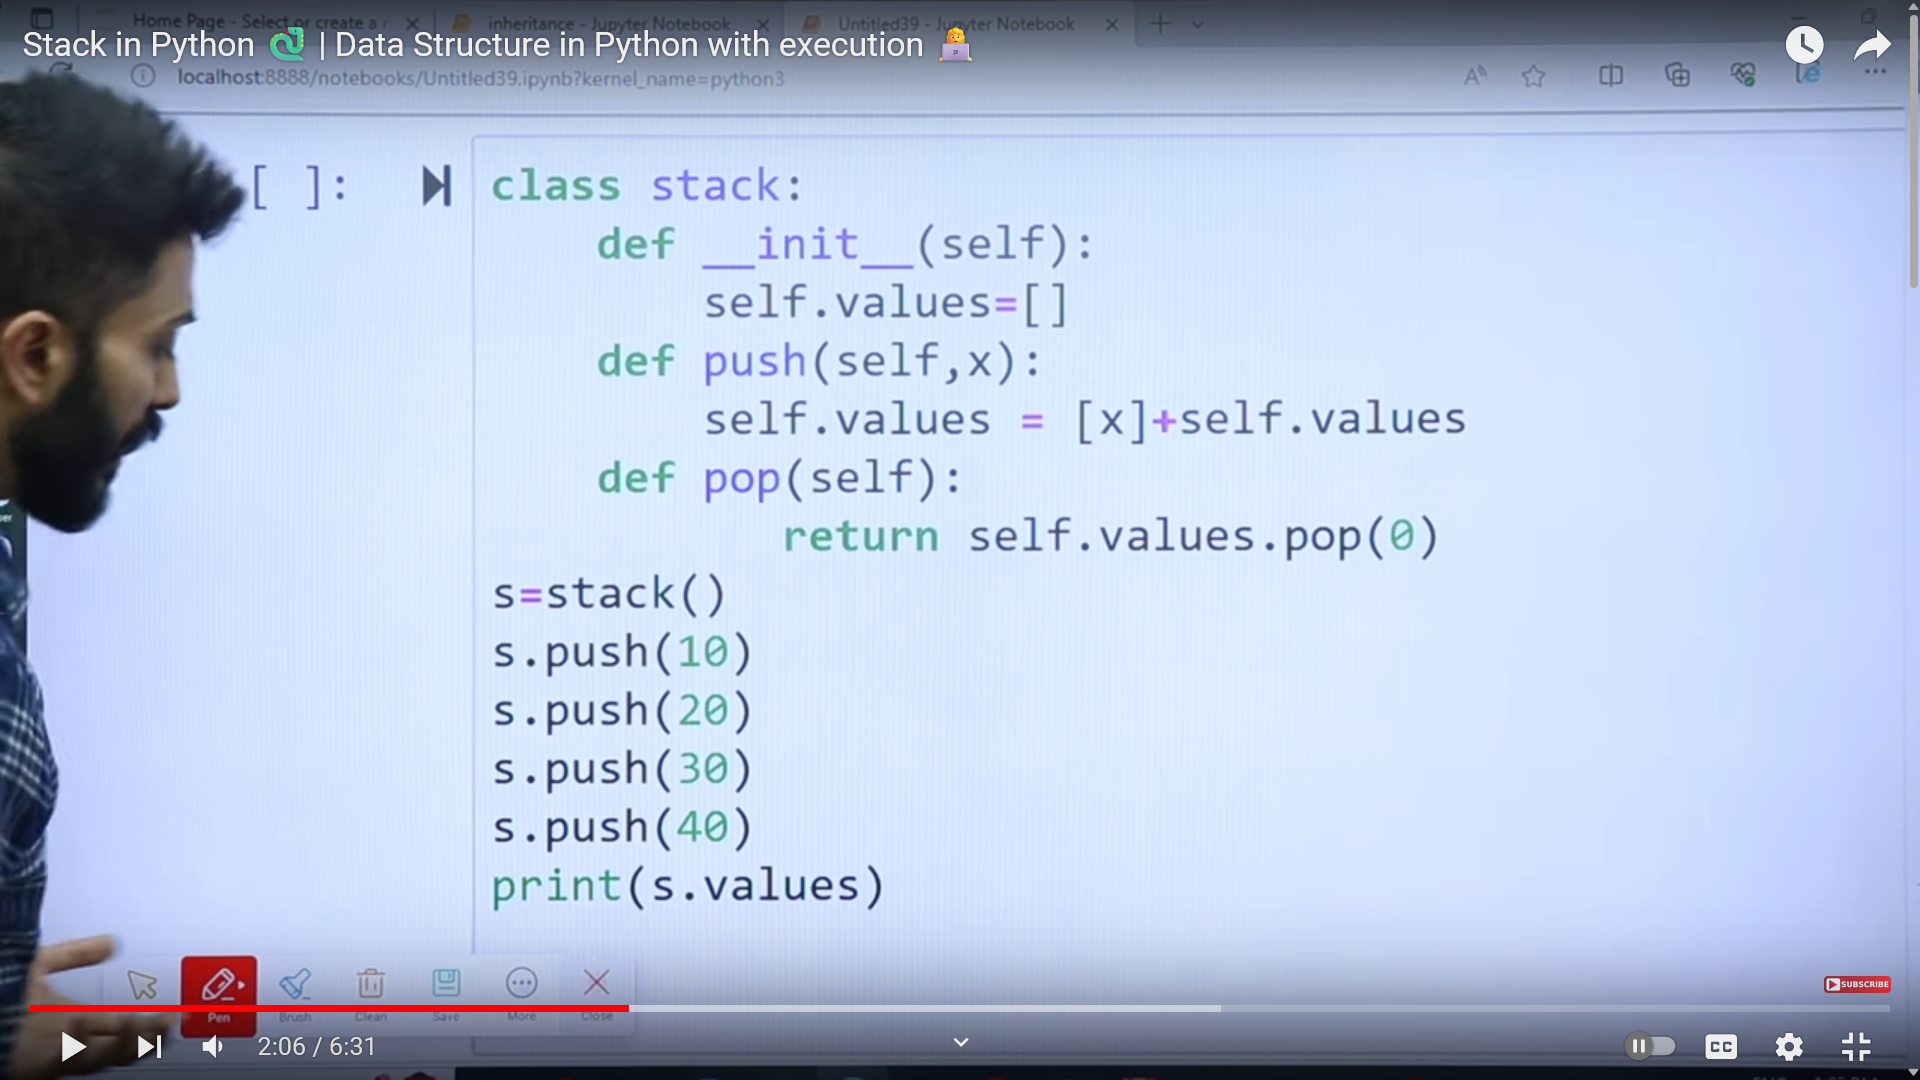 Home Page - Select or create a n
inheritance - Jupyter Notebook
Untitled39 - Jupyter Notebook
Stack in Python 🐍 | Data Structure in Python with execution 👩‍💻
localhost:8888/notebooks/Untitled39.ipynb?kernel_name=python3
[ ]:
class stack:
    def __init__(self):
        self.values=[]
    def push(self,x):
        self.values = [x]+self.values
    def pop(self):
           return self.values.pop(0)
s=stack()
s.push(10)
s.push(20)
s.push(30)
s.push(40)
print(s.values)
SUBSCRIBE
Pen
Brush
Clean
Save
More
Close
2:06 / 6:31
CC